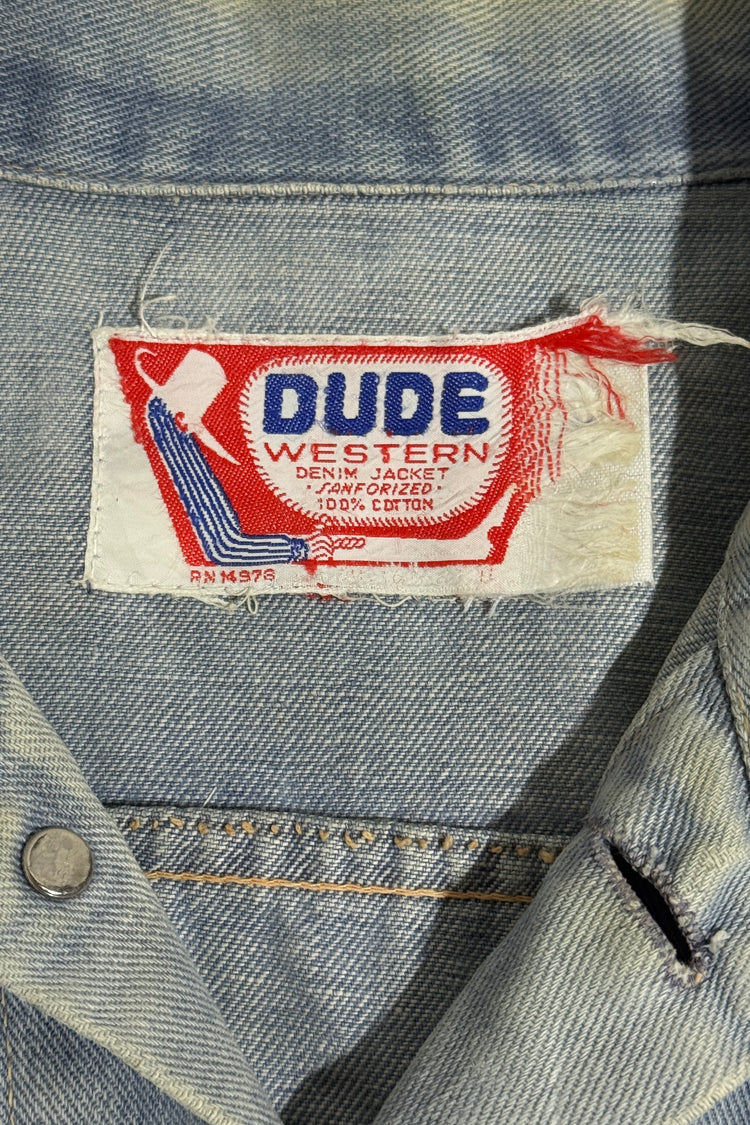 DUDE
WESTERN
DENIM JACKET
· SANFORIZED ·
100% COTTON
RN 14976